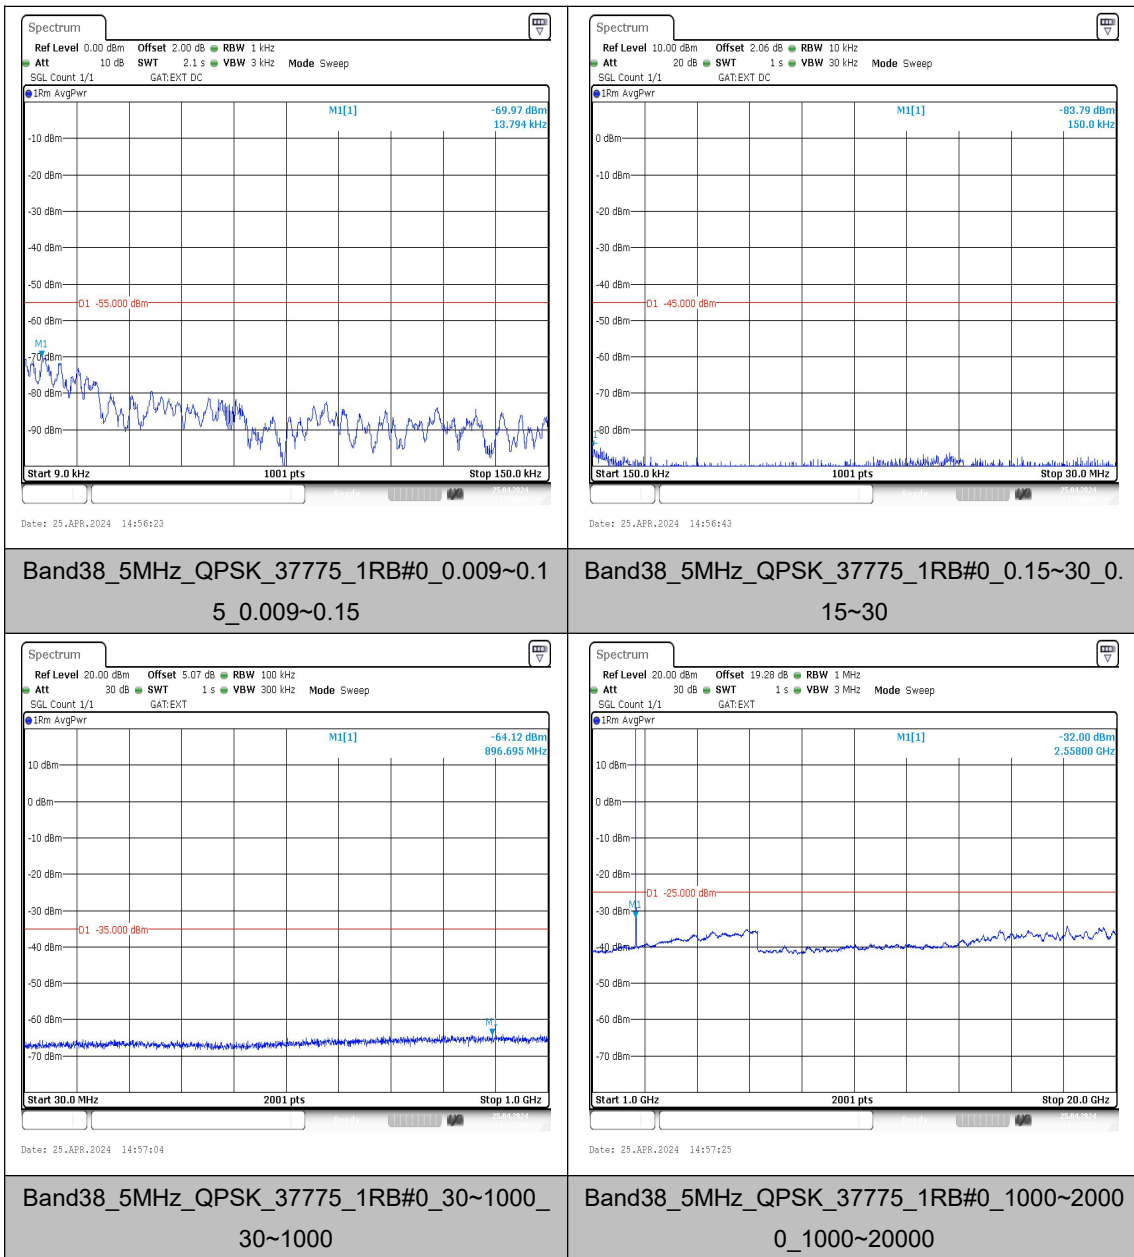 Spectrum
Ref Level 0.00 dBm Offset 2.00 dB RBW 1 kHz
Att 10 dB SWT 2.1 s VBW 3 kHz Mode Sweep
SGL Count 1/1 GAT:EXT DC
1Rm AvgPwr
M1[1] -69.97 dBm
13.794 kHz
-10 dBm
-20 dBm
-30 dBm
-40 dBm
-50 dBm
D1 -55.000 dBm
-60 dBm
M1
-70 dBm
-80 dBm
-90 dBm
Start 9.0 kHz 1001 pts Stop 150.0 kHz
25.04.2024
Date: 25.APR.2024 14:56:23
Band38_5MHz_QPSK_37775_1RB#0_0.009~0.1
5_0.009~0.15
Spectrum
Ref Level 10.00 dBm Offset 2.06 dB RBW 10 kHz
Att 20 dB SWT 1 s VBW 30 kHz Mode Sweep
SGL Count 1/1 GAT:EXT DC
1Rm AvgPwr
M1[1] -83.79 dBm
150.0 kHz
0 dBm
-10 dBm
-20 dBm
-30 dBm
-40 dBm
D1 -45.000 dBm
-50 dBm
-60 dBm
-70 dBm
-80 dBm
Start 150.0 kHz 1001 pts Stop 30.0 MHz
25.04.2024
Date: 25.APR.2024 14:56:43
Band38_5MHz_QPSK_37775_1RB#0_0.15~30_0.
15~30
Spectrum
Ref Level 20.00 dBm Offset 5.07 dB RBW 100 kHz
Att 30 dB SWT 1 s VBW 300 kHz Mode Sweep
SGL Count 1/1 GAT:EXT
1Rm AvgPwr
M1[1] -64.12 dBm
896.695 MHz
10 dBm
0 dBm
-10 dBm
-20 dBm
-30 dBm
D1 -35.000 dBm
-40 dBm
-50 dBm
-60 dBm
-70 dBm
Start 30.0 MHz 2001 pts Stop 1.0 GHz
25.04.2024
Date: 25.APR.2024 14:57:04
Band38_5MHz_QPSK_37775_1RB#0_30~1000_
30~1000
Spectrum
Ref Level 20.00 dBm Offset 19.28 dB RBW 1 MHz
Att 30 dB SWT 1 s VBW 3 MHz Mode Sweep
SGL Count 1/1 GAT:EXT
1Rm AvgPwr
M1[1] -32.00 dBm
2.55800 GHz
10 dBm
0 dBm
-10 dBm
-20 dBm
D1 -25.000 dBm
M1
-30 dBm
-40 dBm
-50 dBm
-60 dBm
-70 dBm
Start 1.0 GHz 2001 pts Stop 20.0 GHz
25.04.2024
Date: 25.APR.2024 14:57:25
Band38_5MHz_QPSK_37775_1RB#0_1000~2000
0_1000~20000